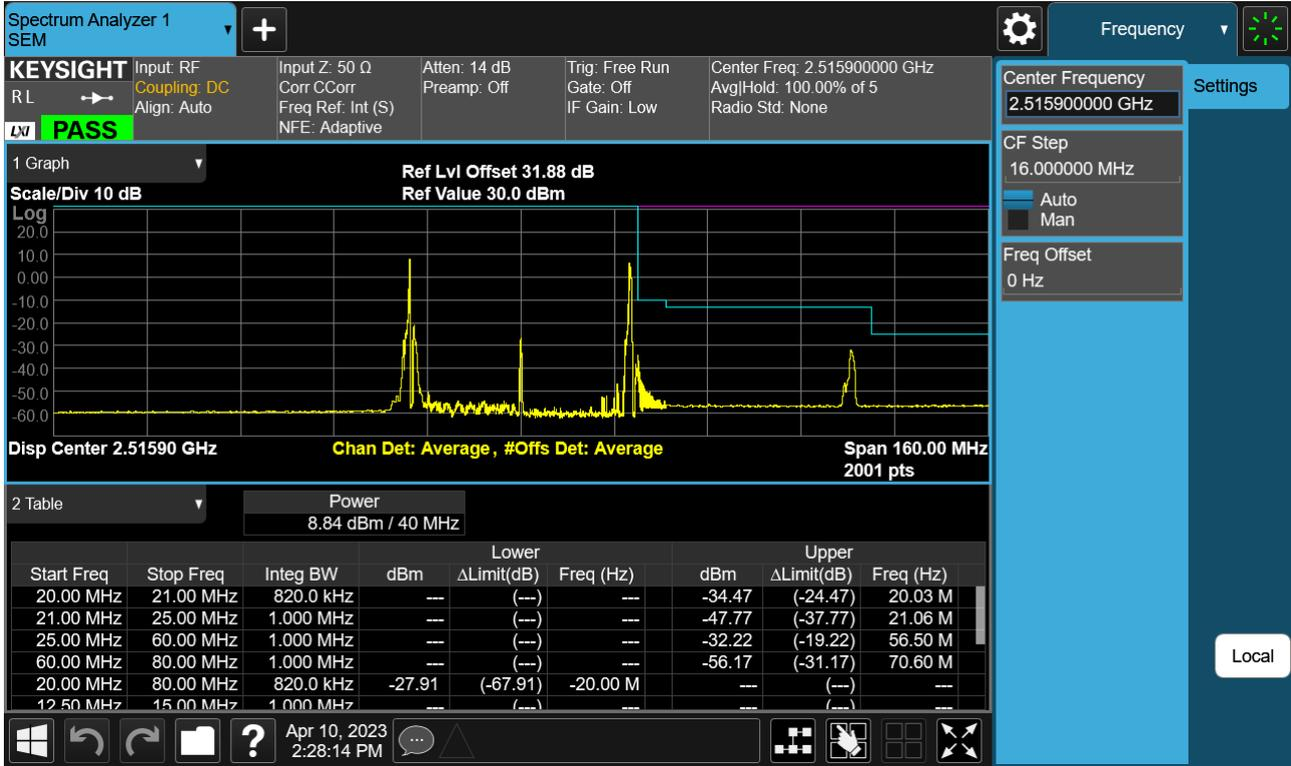 Spectrum Analyzer 1
SEM
+
Frequency
KEYSIGHT
R L
LXI
PASS
Input: RF
Coupling: DC
Align: Auto
Input Z: 50 Ω
Corr CCorr
Freq Ref: Int (S)
NFE: Adaptive
Atten: 14 dB
Preamp: Off
Trig: Free Run
Gate: Off
IF Gain: Low
Center Freq: 2.515900000 GHz
Avg|Hold: 100.00% of 5
Radio Std: None
Center Frequency
2.515900000 GHz
Settings
CF Step
16.000000 MHz
Auto
Man
Freq Offset
0 Hz
1 Graph
Ref Lvl Offset 31.88 dB
Scale/Div 10 dB
Ref Value 30.0 dBm
Log
20.0
10.0
0.00
-10.0
-20.0
-30.0
-40.0
-50.0
-60.0
Disp Center 2.51590 GHz
Chan Det: Average , #Offs Det: Average
Span 160.00 MHz
2001 pts
2 Table
Power
8.84 dBm / 40 MHz
Lower Upper
Start Freq Stop Freq Integ BW dBm ΔLimit(dB) Freq (Hz) dBm ΔLimit(dB) Freq (Hz)
20.00 MHz 21.00 MHz 820.0 kHz --- (---) --- -34.47 (-24.47) 20.03 M
21.00 MHz 25.00 MHz 1.000 MHz --- (---) --- -47.77 (-37.77) 21.06 M
25.00 MHz 60.00 MHz 1.000 MHz --- (---) --- -32.22 (-19.22) 56.50 M
60.00 MHz 80.00 MHz 1.000 MHz --- (---) --- -56.17 (-31.17) 70.60 M
20.00 MHz 80.00 MHz 820.0 kHz -27.91 (-67.91) -20.00 M --- (---) ---
12.50 MHz 15.00 MHz 1.000 MHz --- (---) --- --- (---) ---
Local
?
Apr 10, 2023
2:28:14 PM